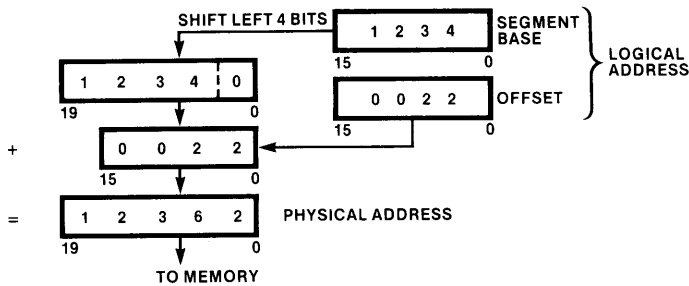 SHIFT LEFT 4 BITS
1 2 3 4
SEGMENT
BASE
15 0
LOGICAL
ADDRESS
1 2 3 4 0
19 0
0 0 2 2
OFFSET
15 0
+
0 0 2 2
15 0
=
1 2 3 6 2
PHYSICAL ADDRESS
19 0
TO MEMORY